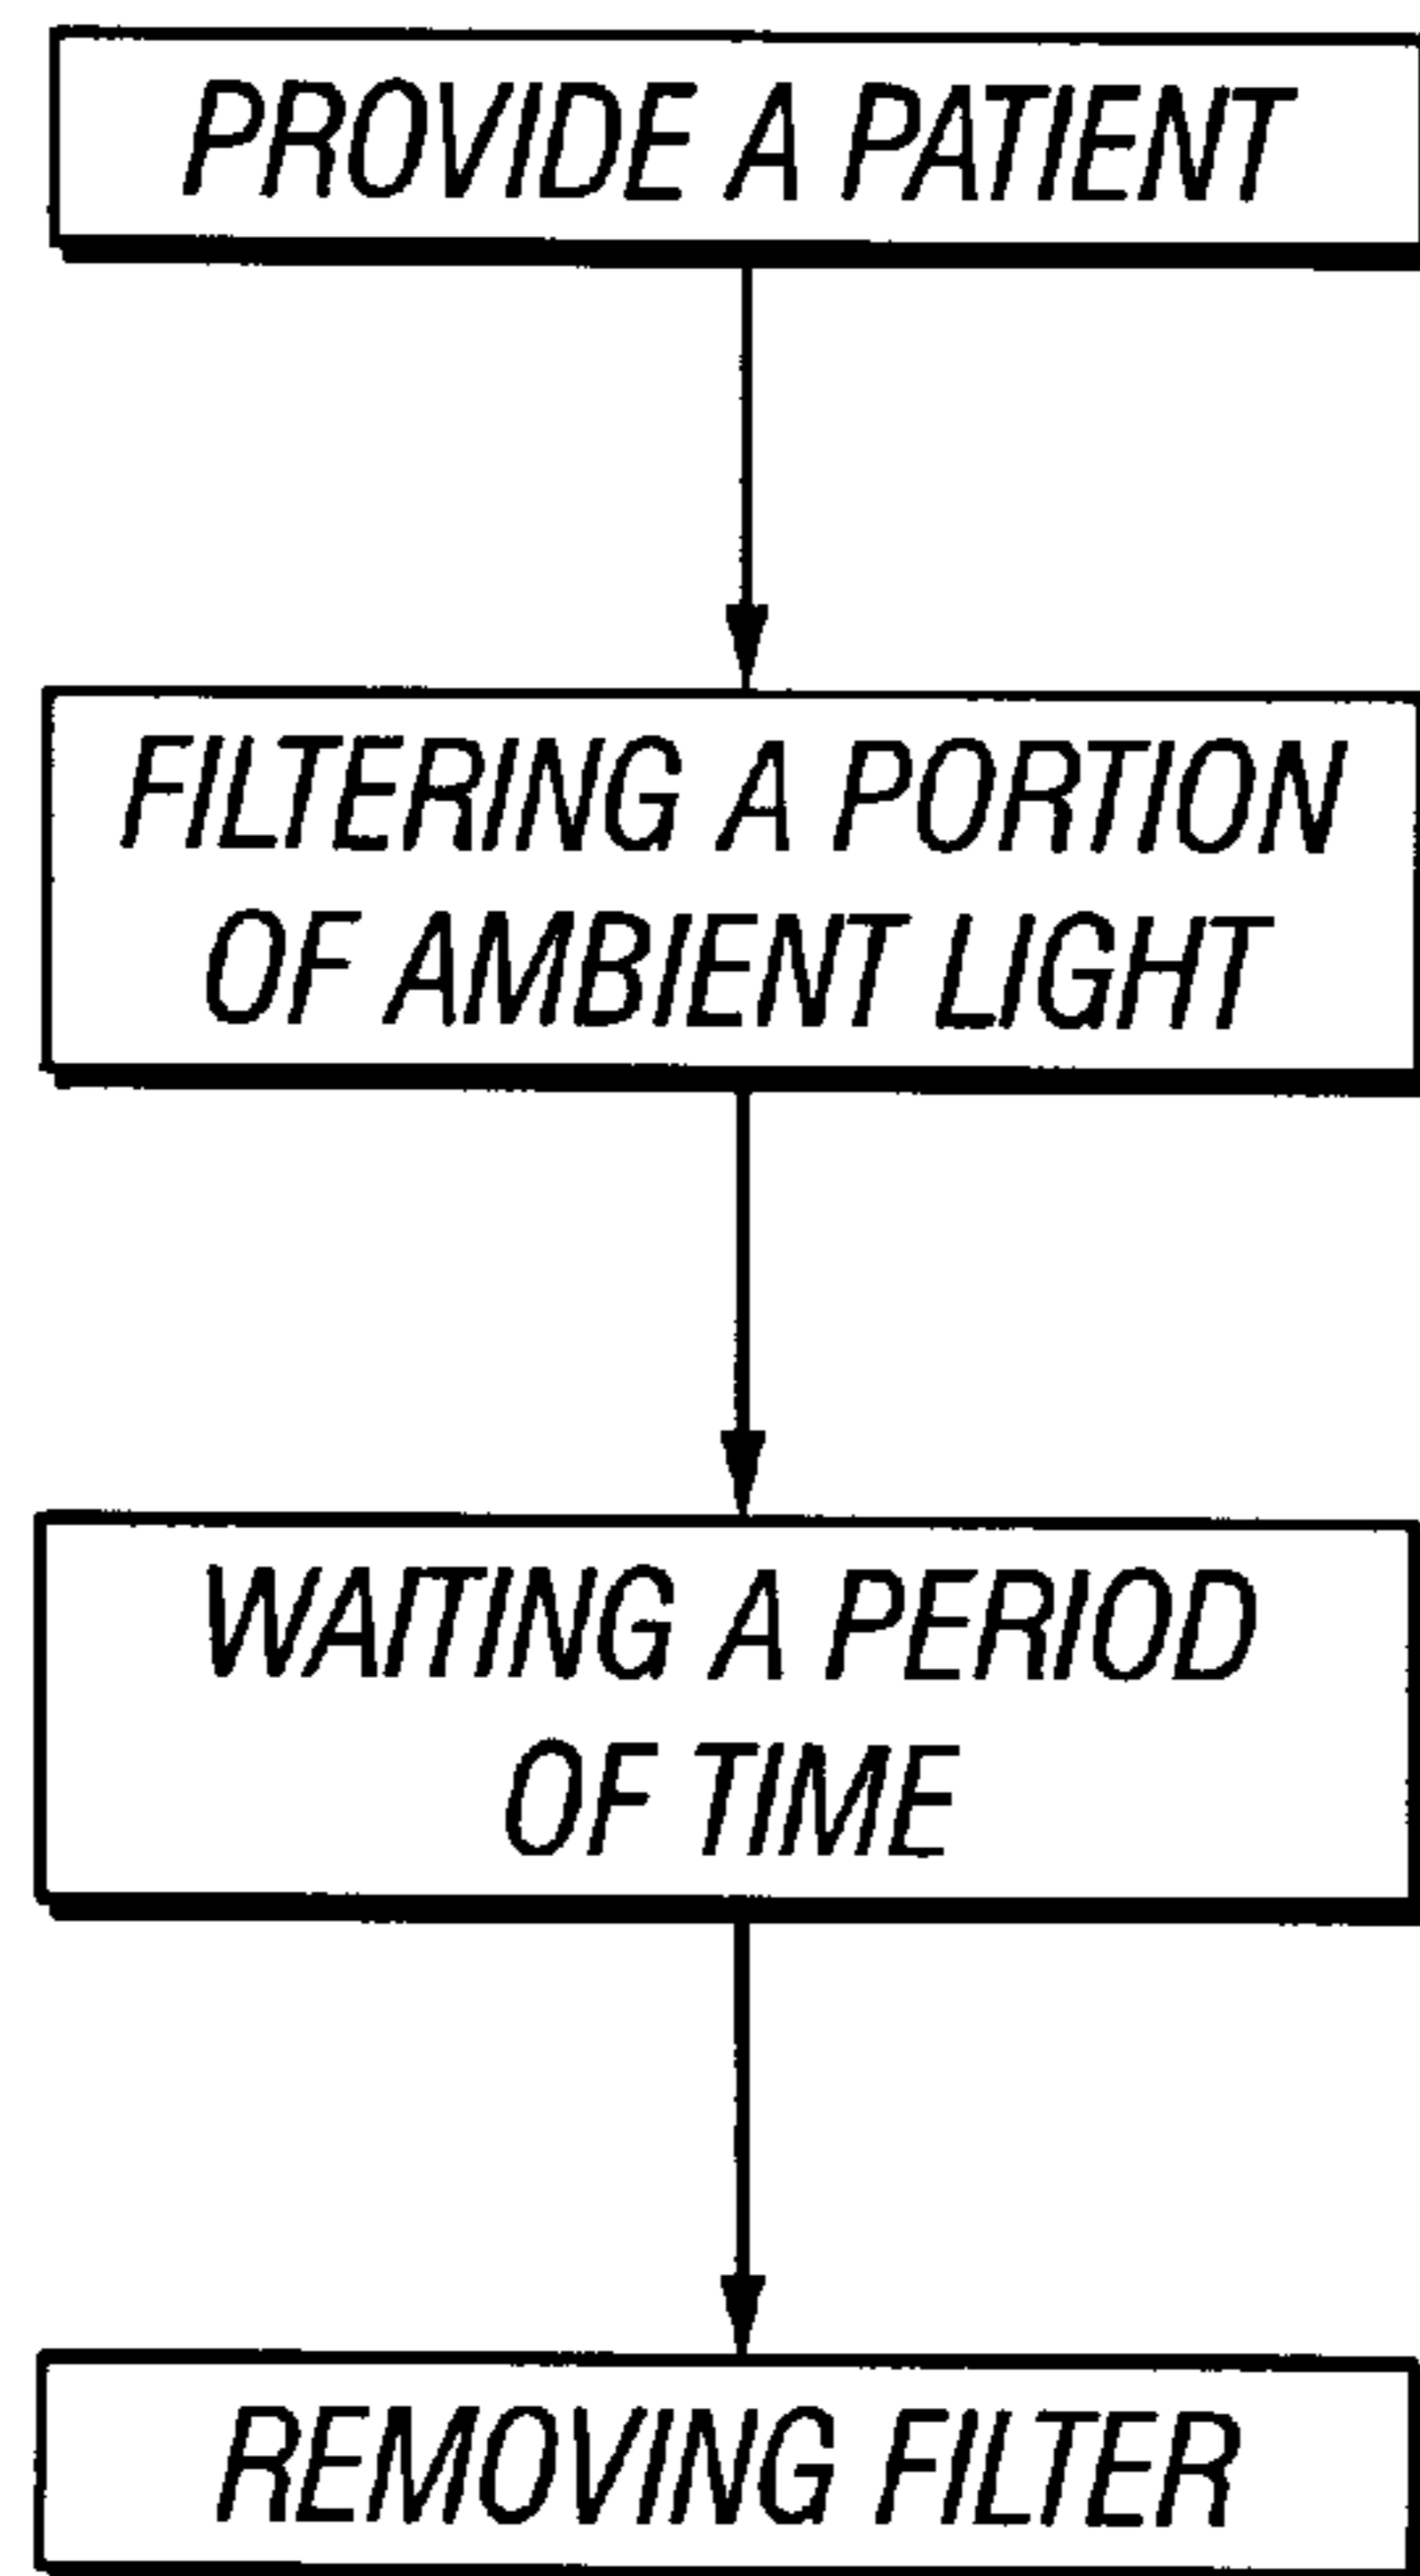 PROVIDE A PATIENT
FILTERING A PORTION
OF AMBIENT LIGHT
WAITING A PERIOD
OF TIME
REMOVING FILTER